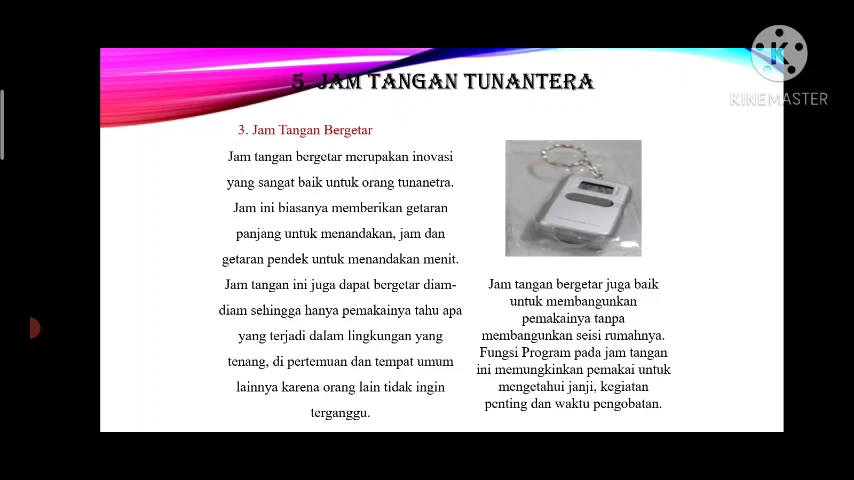 5. JAM TANGAN TUNANTERA
K
KINEMASTER
3. Jam Tangan Bergetar
Jam tangan bergetar merupakan inovasi
yang sangat baik untuk orang tunanetra.
Jam ini biasanya memberikan getaran
panjang untuk menandakan, jam dan
getaran pendek untuk menandakan menit.
Jam tangan ini juga dapat bergetar diam-
diam sehingga hanya pemakainya tahu apa
yang terjadi dalam lingkungan yang
tenang, di pertemuan dan tempat umum
lainnya karena orang lain tidak ingin
terganggu.
Jam tangan bergetar juga baik
untuk membangunkan
pemakainya tanpa
membangunkan seisi rumahnya.
Fungsi Program pada jam tangan
ini memungkinkan pemakai untuk
mengetahui janji, kegiatan
penting dan waktu pengobatan.